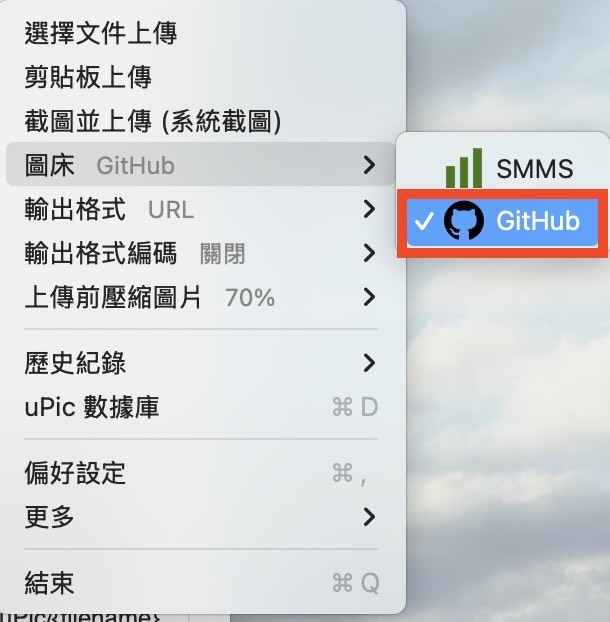 選擇文件上傳
剪貼板上傳
截圖並上傳 (系統截圖)
圖床 GitHub
SMMS
GitHub
輸出格式 URL
輸出格式編碼 關閉
上傳前壓縮圖片 70%
歷史紀錄
uPic 數據庫 ⌘ D
偏好設定 ⌘ ,
更多
結束 ⌘ Q